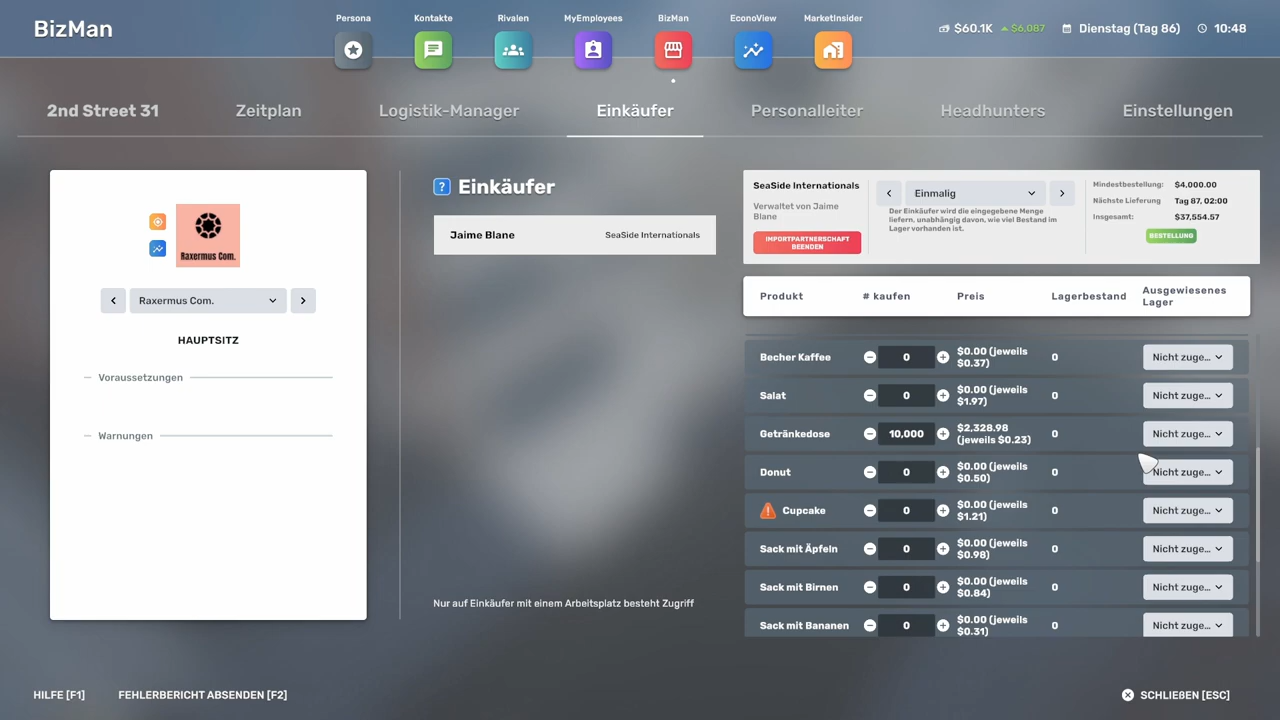 BizMan
Persona
Kontakte
Rivalen
MyEmployees
BizMan
EconoView
MarketInsider
$60.1K
$6,087
Dienstag (Tag 86)
10:48
2nd Street 31
Zeitplan
Logistik-Manager
Einkäufer
Personalleiter
Headhunters
Einstellungen
Raxermus Com.
Raxermus Com.
HAUPTSITZ
Voraussetzungen
Warnungen
? Einkäufer
Jaime Blane
SeaSide Internationals
Nur auf Einkäufer mit einem Arbeitsplatz besteht Zugriff
SeaSide Internationals
Verwaltet von Jaime
Blane
IMPORTPARTNERSCHAFT
BEENDEN
Einmalig
Der Einkäufer wird die eingegebene Menge
liefern, unabhängig davon, wie viel Bestand im
Lager vorhanden ist.
Mindestbestellung: $4,000.00
Nächste Lieferung Tag 87, 02:00
Insgesamt: $37,554.57
BESTELLUNG
Produkt
# kaufen
Preis
Lagerbestand
Ausgewiesenes
Lager
Becher Kaffee
0
$0.00 (jeweils
$0.37)
0
Nicht zuge...
Salat
0
$0.00 (jeweils
$1.97)
0
Nicht zuge...
Getränkedose
10,000
$2,328.98
(jeweils $0.23)
0
Nicht zuge...
Donut
0
$0.00 (jeweils
$0.50)
0
Nicht zuge...
Cupcake
0
$0.00 (jeweils
$1.21)
0
Nicht zuge...
Sack mit Äpfeln
0
$0.00 (jeweils
$0.98)
0
Nicht zuge...
Sack mit Birnen
0
$0.00 (jeweils
$0.84)
0
Nicht zuge...
Sack mit Bananen
0
$0.00 (jeweils
$0.31)
0
Nicht zuge...
HILFE [F1]
FEHLERBERICHT ABSENDEN [F2]
SCHLIEßEN [ESC]